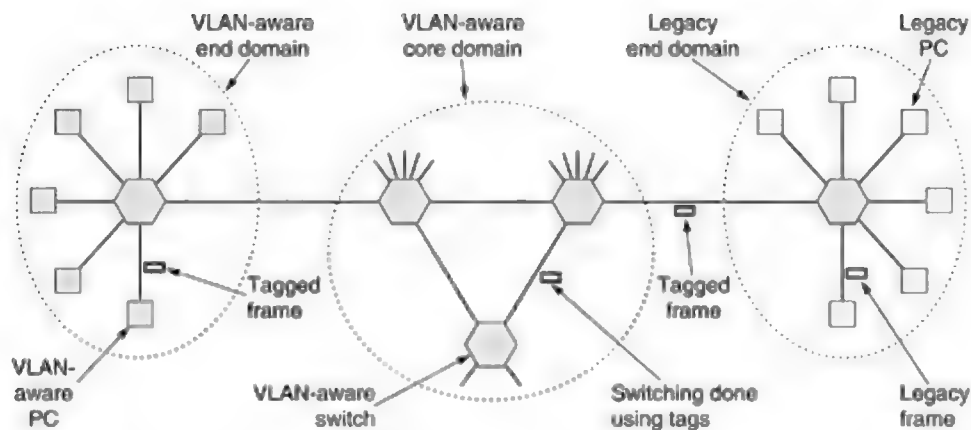 VLAN-aware
end domain
VLAN-aware
core domain
Legacy
end domain
Legacy
PC
Tagged
frame
Tagged
frame
VLAN-
aware
PC
VLAN-aware
switch
Switching done
using tags
Legacy
frame